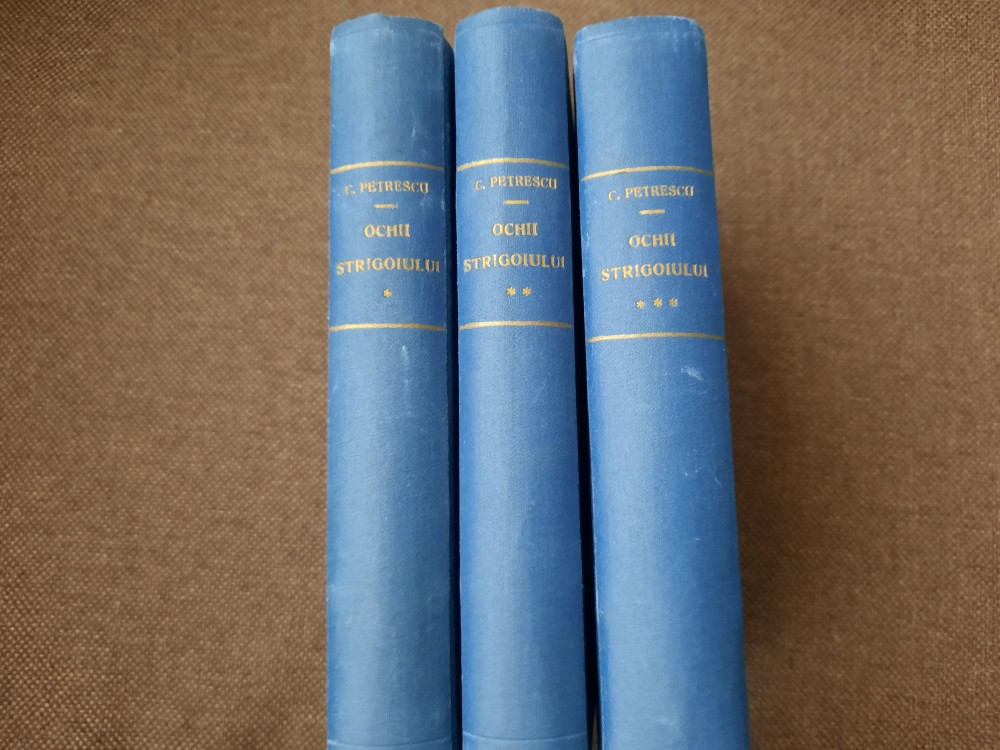 C. PETRESCU
OCHII
STRIGOIULUI
*
C. PETRESCU
OCHII
STRIGOIULUI
* *
C. PETRESCU
OCHII
STRIGOIULUI
* * *